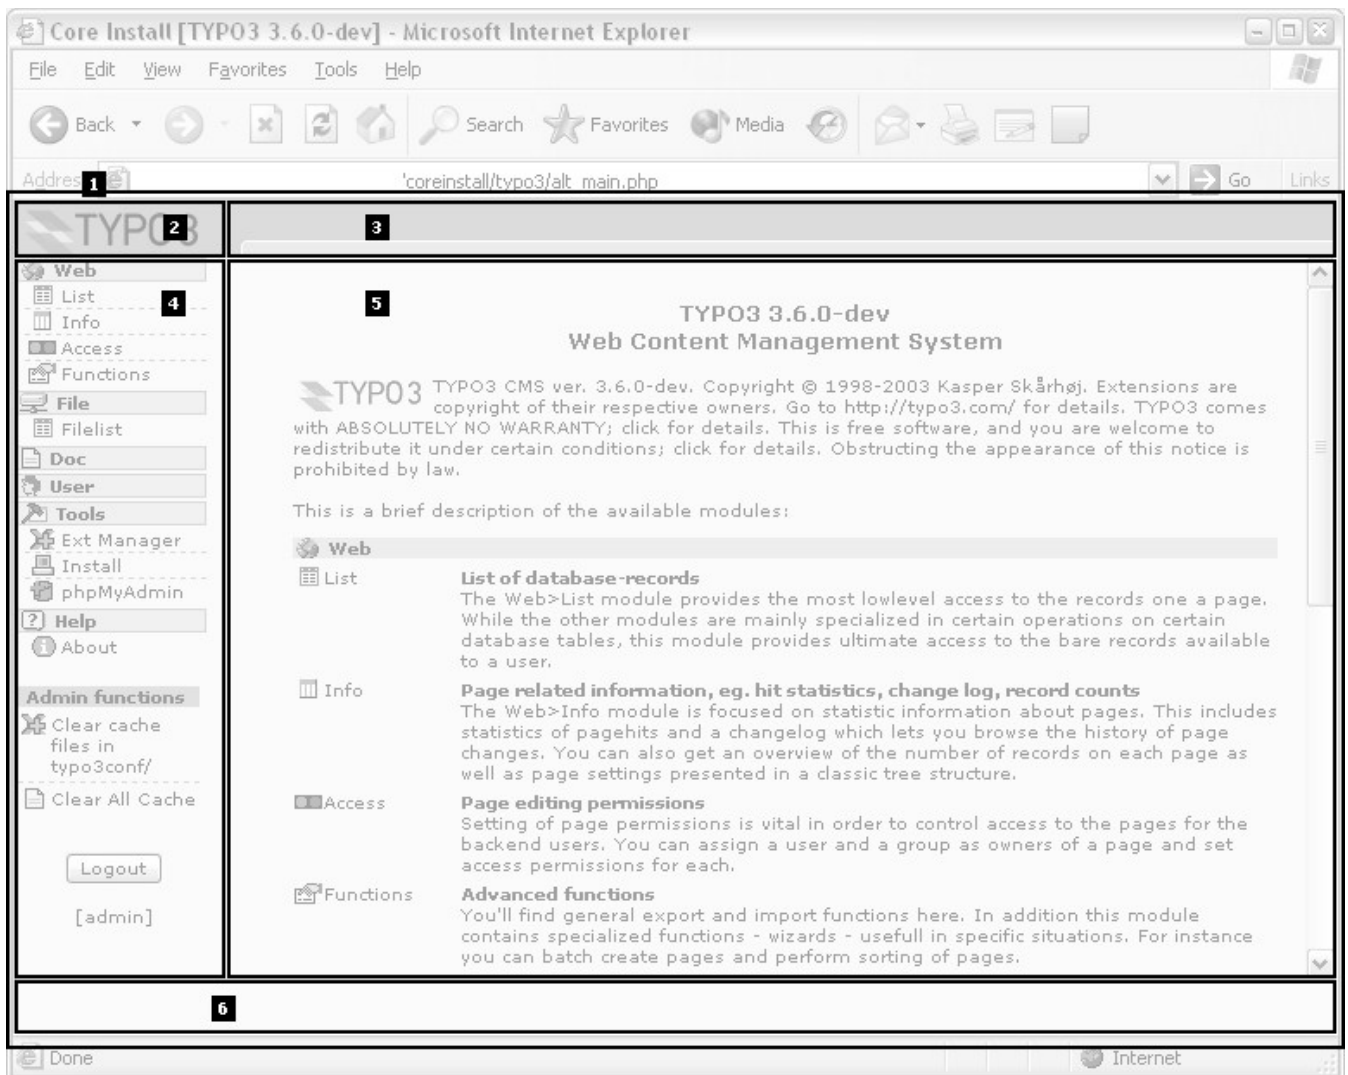 Core Install [TYPO3 3.6.0-dev] - Microsoft Internet Explorer
File Edit View Favorites Tools Help
Back Search Favorites Media
Address 'coreinstall/typo3/alt_main.php Go Links
1
TYPO3 2 3
Web
List 4 5
Info
Access
Functions
File
Filelist
Doc
User
Tools
Ext Manager
Install
phpMyAdmin
Help
About
Admin functions
Clear cache
files in
typo3conf/
Clear All Cache
Logout
[admin]
TYPO3 3.6.0-dev
Web Content Management System
TYPO3 TYPO3 CMS ver. 3.6.0-dev. Copyright © 1998-2003 Kasper Skårhøj. Extensions are
copyright of their respective owners. Go to http://typo3.com/ for details. TYPO3 comes
with ABSOLUTELY NO WARRANTY; click for details. This is free software, and you are welcome to
redistribute it under certain conditions; click for details. Obstructing the appearance of this notice is
prohibited by law.
This is a brief description of the available modules:
Web
List List of database-records
The Web>List module provides the most lowlevel access to the records one a page.
While the other modules are mainly specialized in certain operations on certain
database tables, this module provides ultimate access to the bare records available
to a user.
Info Page related information, eg. hit statistics, change log, record counts
The Web>Info module is focused on statistic information about pages. This includes
statistics of pagehits and a changelog which lets you browse the history of page
changes. You can also get an overview of the number of records on each page as
well as page settings presented in a classic tree structure.
Access Page editing permissions
Setting of page permissions is vital in order to control access to the pages for the
backend users. You can assign a user and a group as owners of a page and set
access permissions for each.
Functions Advanced functions
You'll find general export and import functions here. In addition this module
contains specialized functions - wizards - usefull in specific situations. For instance
you can batch create pages and perform sorting of pages.
6
Done Internet